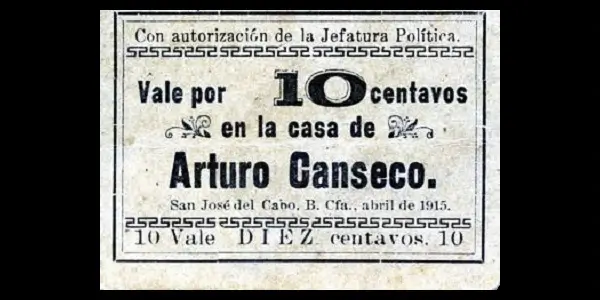 Con autorización de la Jefatura Política.
Vale por 10 centavos
en la casa de
Arturo Canseco.
San José del Cabo, B. Cfa., abril de 1915.
10 Vale DIEZ centavos. 10